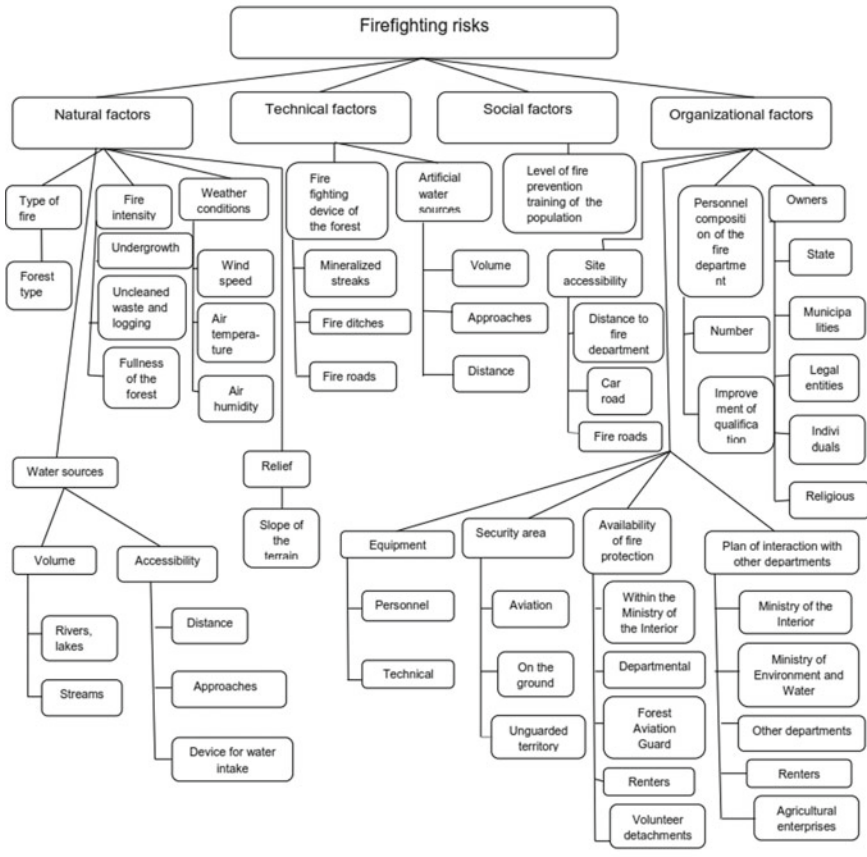 Firefighting risks
Natural factors
Technical factors
Social factors
Organizational factors
Type of
fire
Forest
type
Fire
intensity
Undergrowth
Uncleaned
waste and
logging
Fullness
of the
forest
Weather
conditions
Wind
speed
Air
tempera-
ture
Air
humidity
Fire
fighting
device of
the forest
Mineralized
streaks
Fire ditches
Fire roads
Artificial
water
sources
Volume
Approaches
Distance
Level of fire
prevention
training of the
population
Site
accessibility
Distance to
fire
department
Car
road
Fire roads
Personnel
compositi
on of the
fire
departme
nt
Number
Improve
ment of
qualifica
tion
Owners
State
Municipa
lities
Legal
entities
Indivi
duals
Religious
Water sources
Volume
Rivers,
lakes
Streams
Accessibility
Distance
Approaches
Device for water
intake
Relief
Slope of
the
terrain
Equipment
Personnel
Technical
Security area
Aviation
On the
ground
Unguarded
territory
Availability
of fire
protection
Within the
Ministry of
the Interior
Departmental
Forest
Aviation
Guard
Renters
Volunteer
detachments
Plan of interaction with
other departments
Ministry of the
Interior
Ministry of
Environment and
Water
Other departments
Renters
Agricultural
enterprises